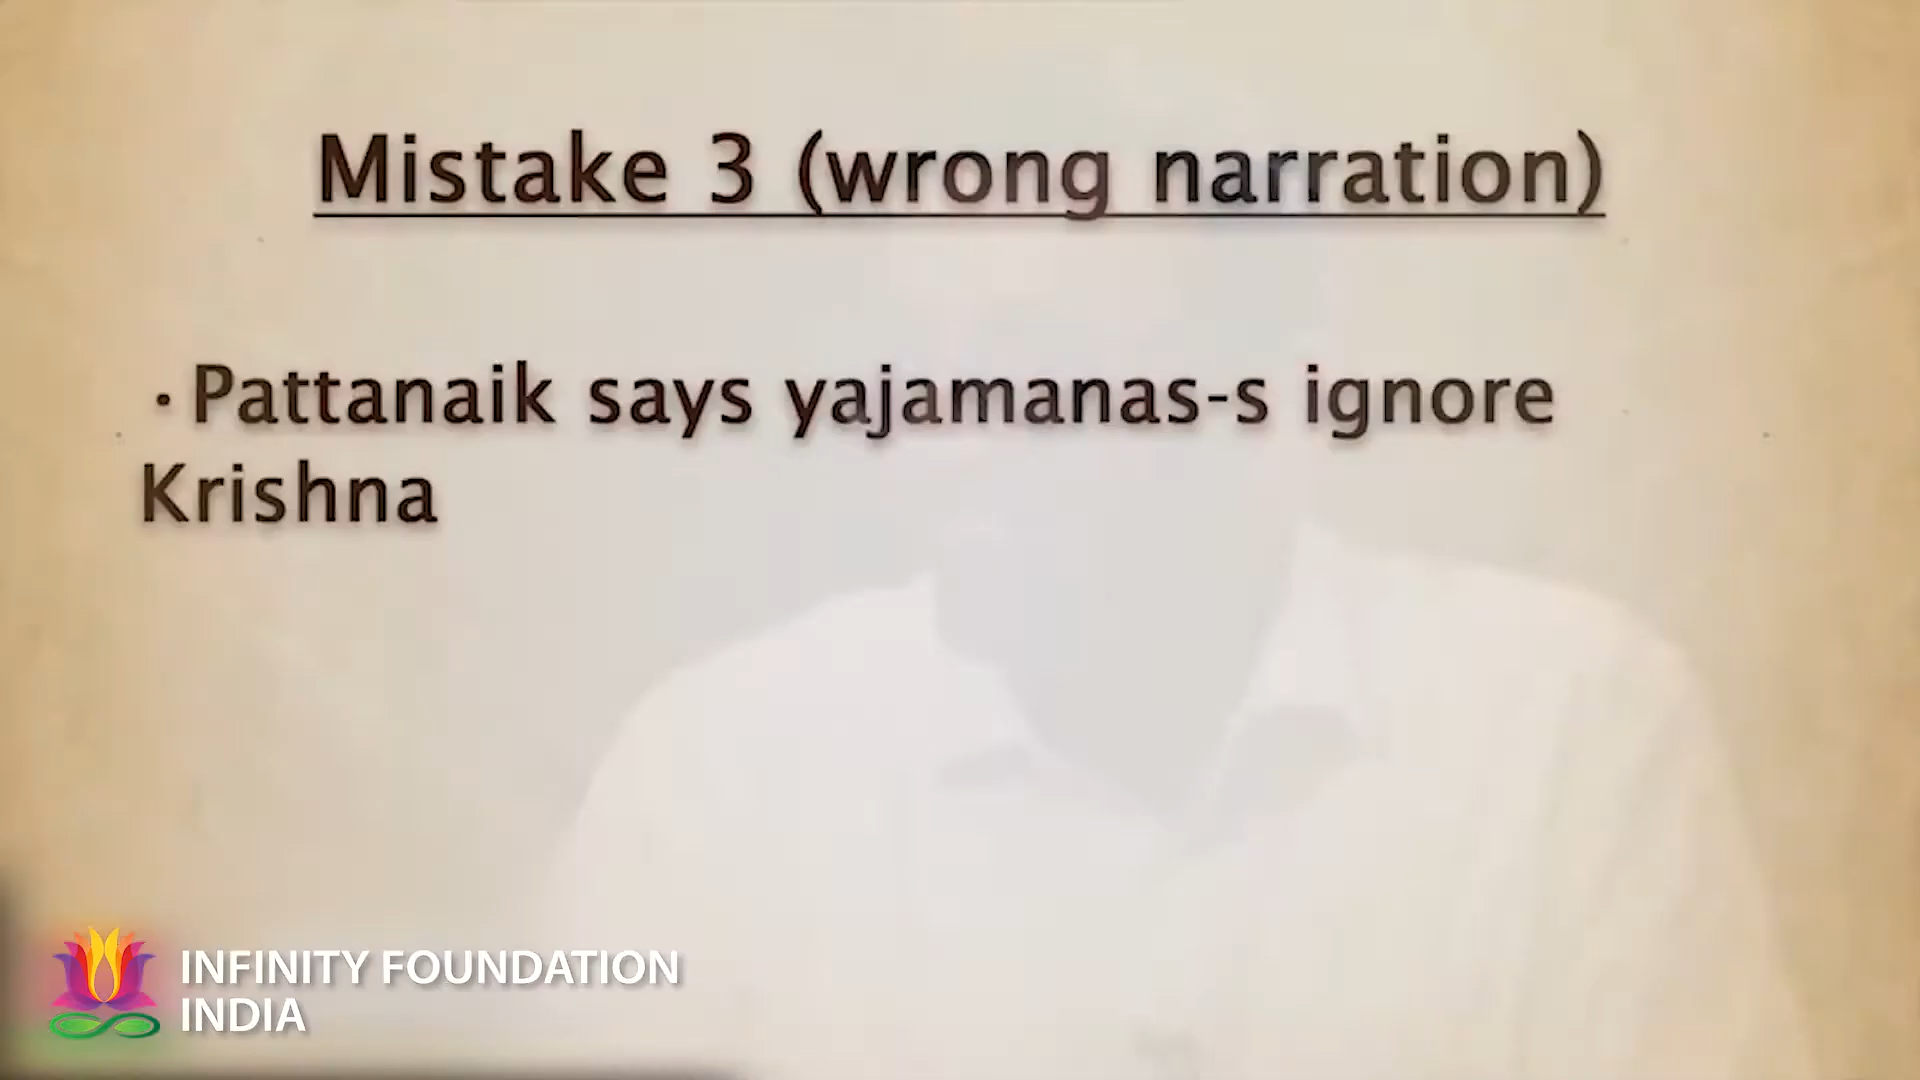 Mistake 3 (wrong narration)
• Pattanaik says yajamanas-s ignore
Krishna
INFINITY FOUNDATION
INDIA